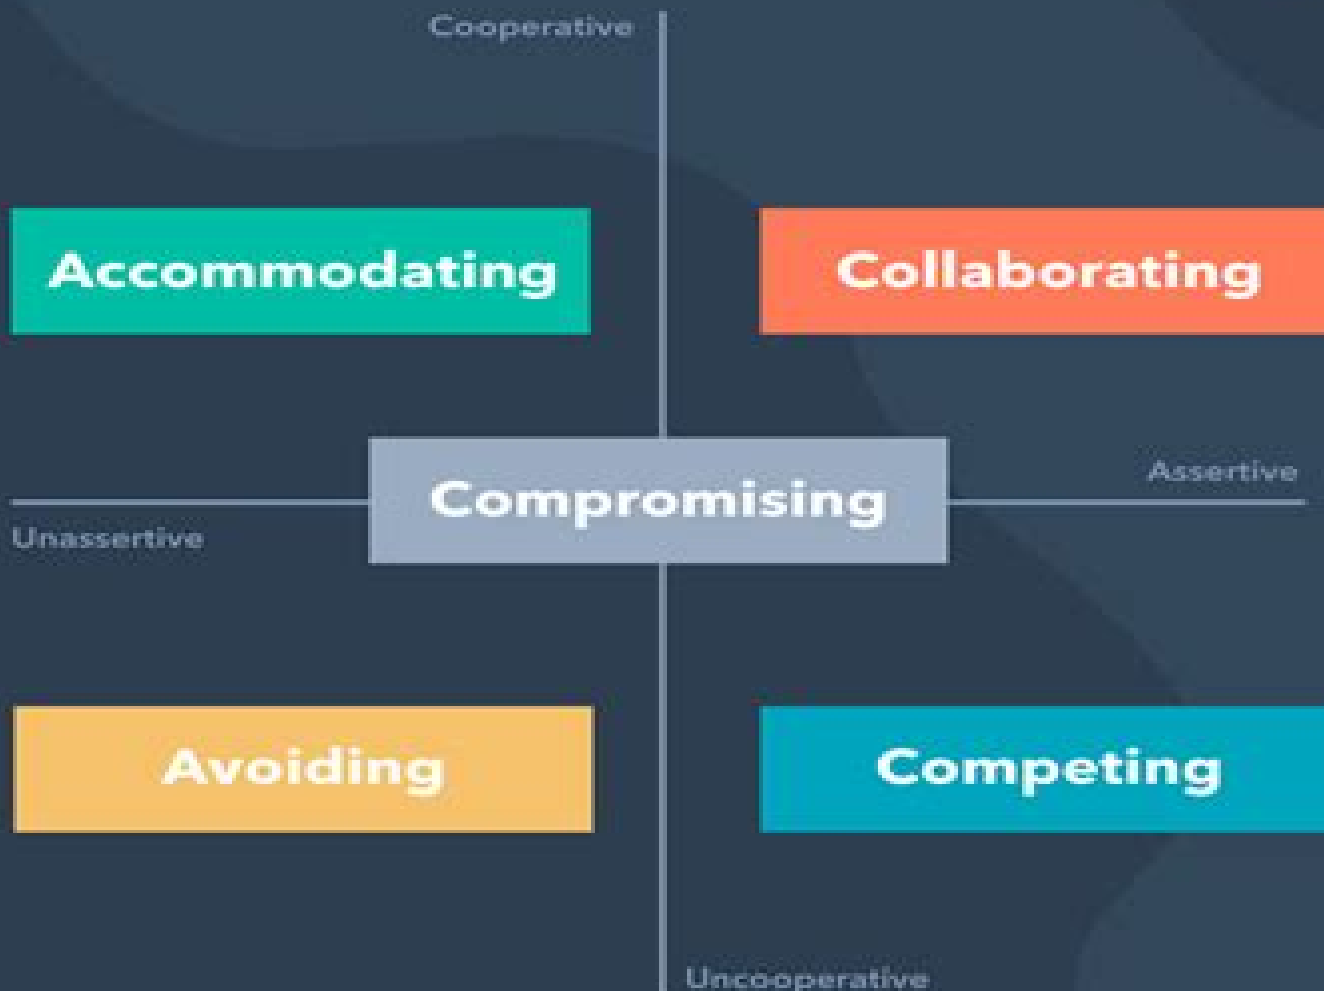 Cooperative
Accommodating
Collaborating
Compromising
Assertive
Unassertive
Avoiding
Competing
Uncooperative